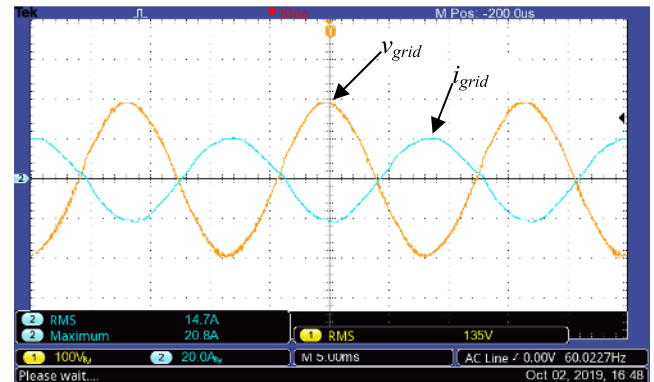 Tek
stop
M Pos: -200.0us
T
v_grid
i_grid
2
2 RMS 14.7A
2 Maximum 20.8A
1 RMS 135V
1 100V
2 20.0A
M 5.00ms
AC Line 0.00V 60.0227Hz
Please wait....
Oct 02, 2019, 16:48